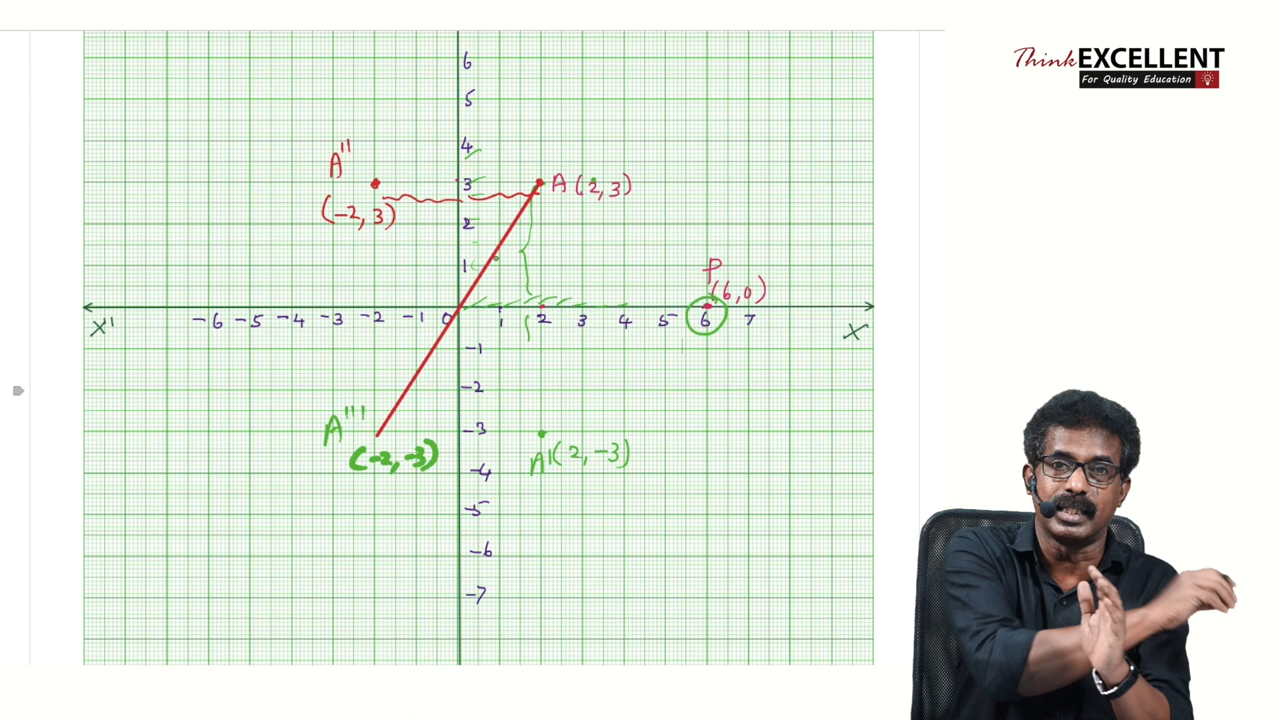 Think EXCELLENT
For Quality Education
6
5
4
A''
3
A (2,3)
(-2, 3)
2
1
P
(6,0)
X' -6 -5 -4 -3 -2 -1 0 1 2 3 4 5 6 7 X
-1
-2
A'''
-3
(-2, -3)
A'(2, -3)
-4
-5
-6
-7